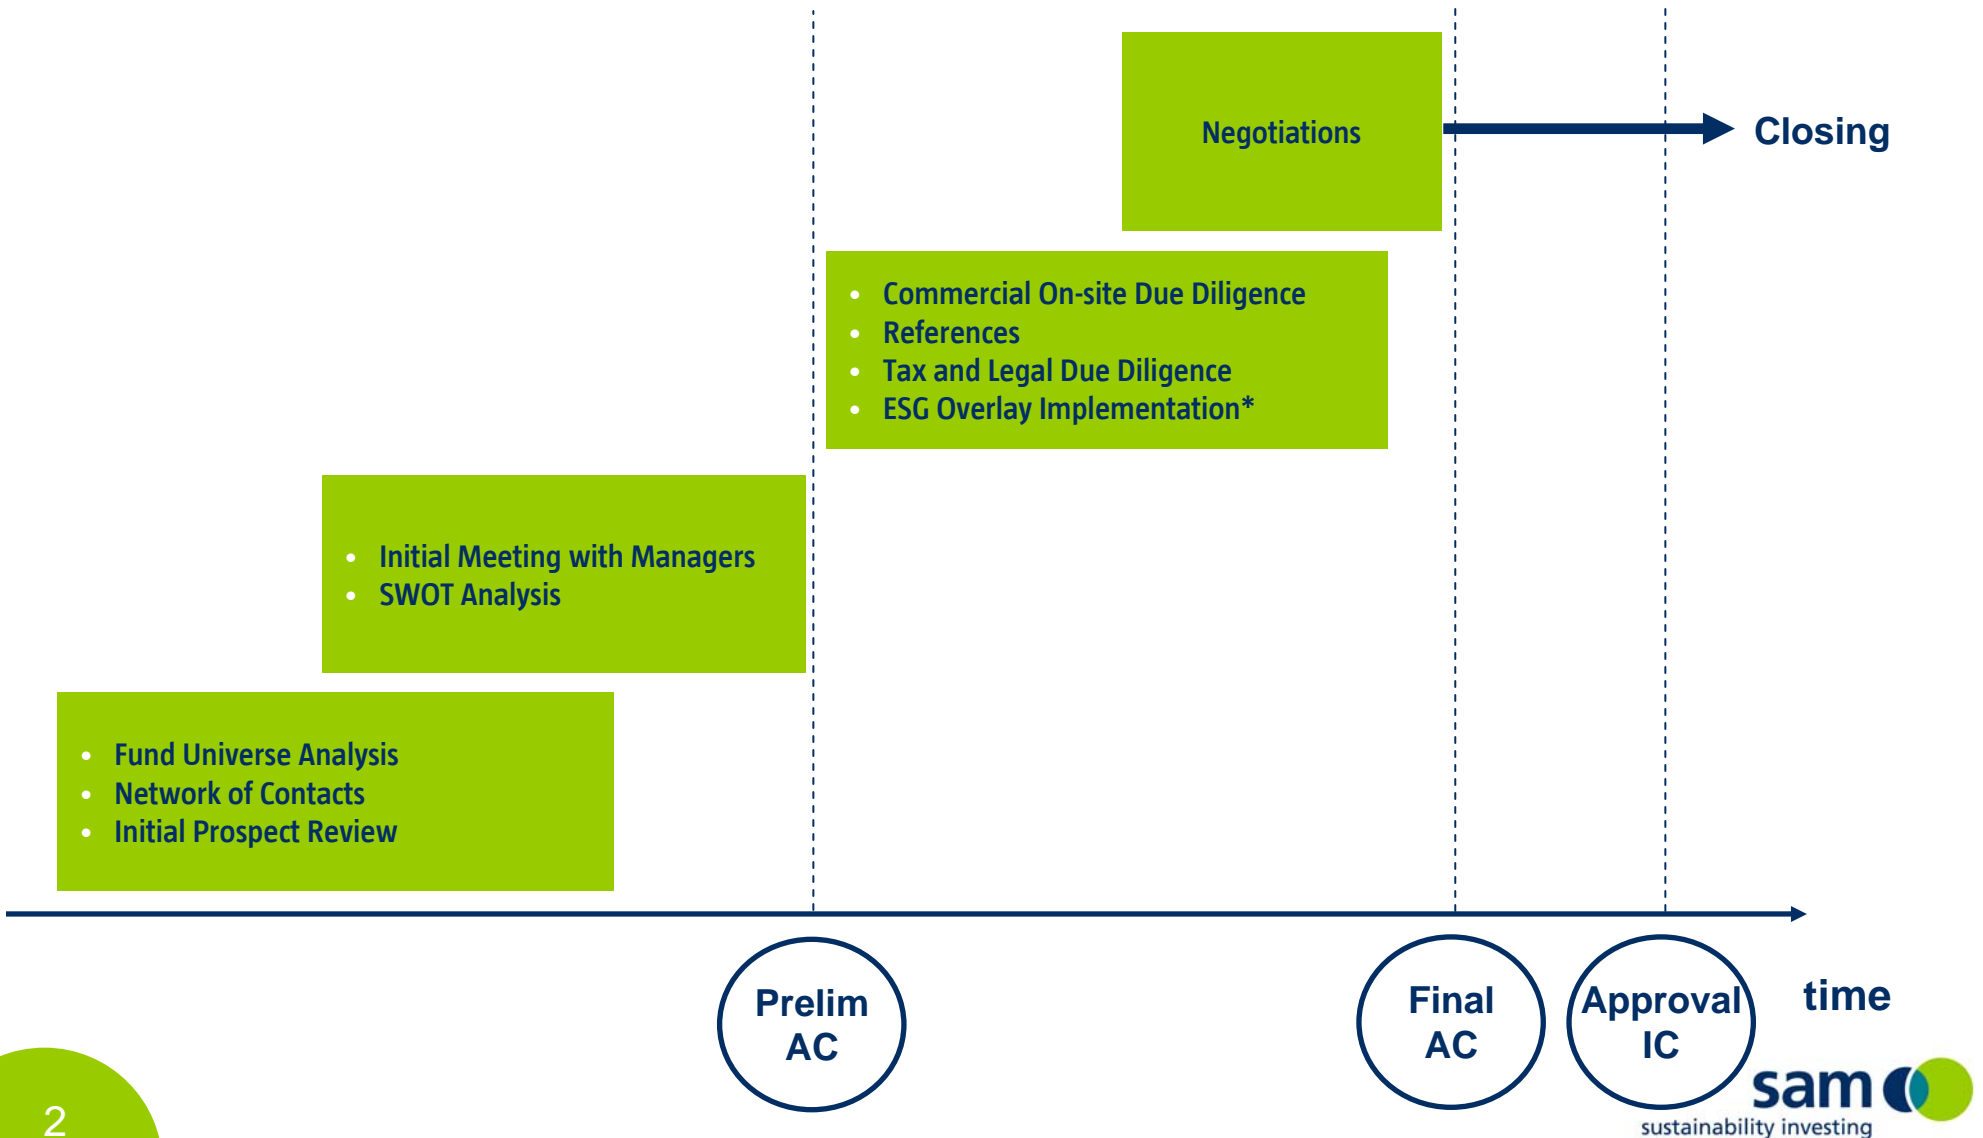 Negotiations
Closing
• Commercial On-site Due Diligence
• References
• Tax and Legal Due Diligence
• ESG Overlay Implementation*
• Initial Meeting with Managers
• SWOT Analysis
• Fund Universe Analysis
• Network of Contacts
• Initial Prospect Review
Prelim
AC
Final
AC
Approval
IC
time
2
sam
sustainability investing